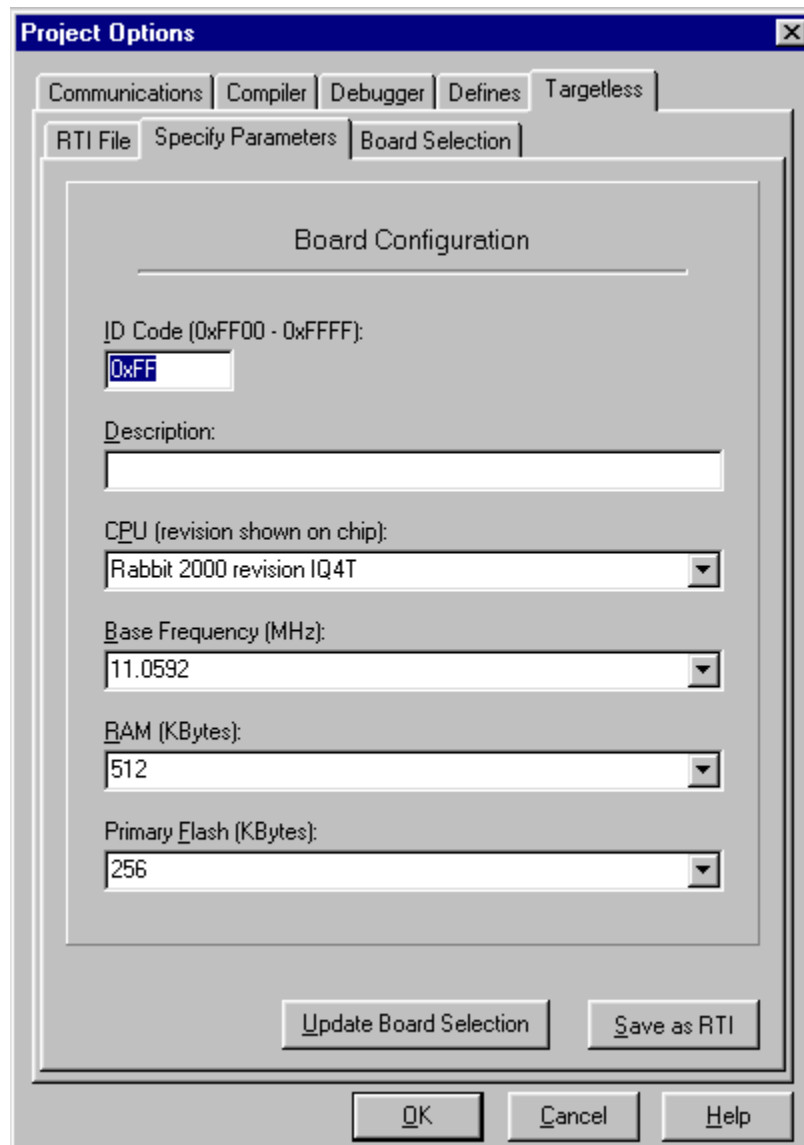 Project Options
Communications Compiler Debugger Defines Targetless
RTI File Specify Parameters Board Selection
Board Configuration
ID Code (0xFF00 - 0xFFFF):
0xFF
Description:
CPU (revision shown on chip):
Rabbit 2000 revision IQ4T
Base Frequency (MHz):
11.0592
RAM (KBytes):
512
Primary Flash (KBytes):
256
Update Board Selection Save as RTI
OK Cancel Help